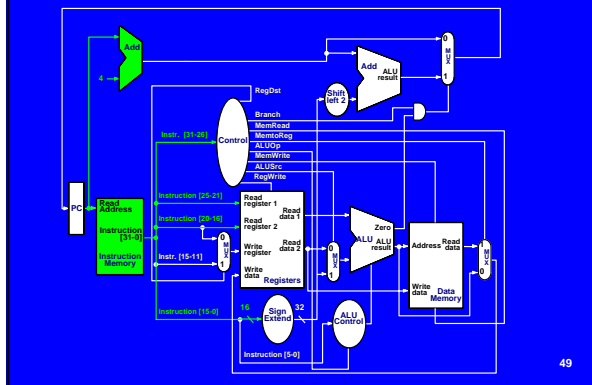 Add
4
RegDst
Branch
MemRead
MemtoReg
ALUOp
MemWrite
ALUSrc
RegWrite
Instr. [31-26]
Control
Shift
left 2
Add
ALU
result
0
M
U
X
1
PC
Read
Address
Instruction
[31-0]
Instruction
Memory
Instruction [25-21]
Instruction [20-16]
Instr. [15-11]
Instruction [15-0]
0
M
U
X
1
Read
register 1
Read
register 2
Write
register
Write
data
Read
data 1
Read
data 2
Registers
0
M
U
X
1
Zero
ALU
ALU
result
Address
Read
data
Write
data
Data
Memory
1
M
U
X
0
16
Sign
Extend
32
ALU
Control
Instruction [5-0]
49